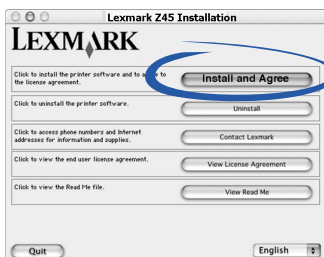 Lexmark Z45 Installation
LEXMARK
Click to install the printer software and to agree to
the license agreement.
Install and Agree
Click to uninstall the printer software.
Uninstall
Click to access phone numbers and Internet
addresses for information and supplies.
Contact Lexmark
Click to view the end user license agreement.
View License Agreement
Click to view the Read Me file.
View Read Me
Quit
English